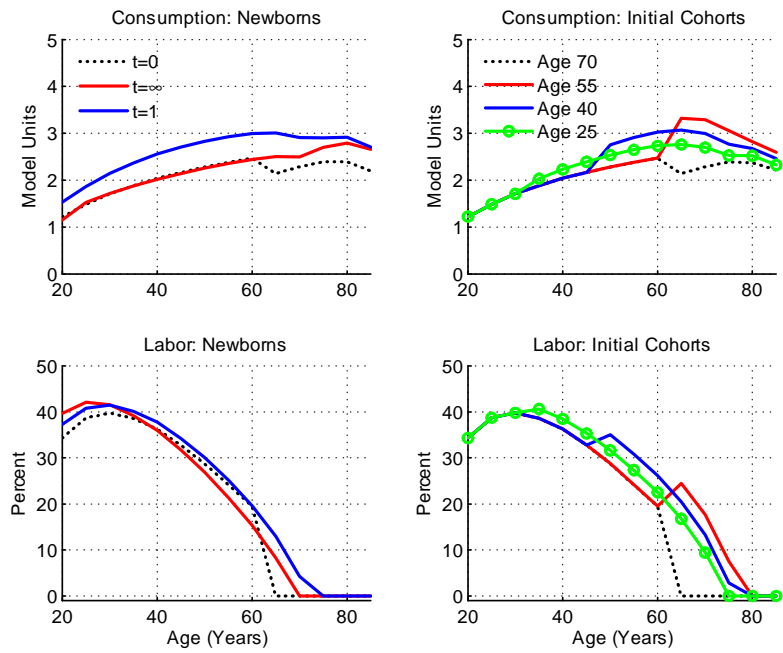 Consumption: Newborns
5
4
3
2
1
0
Model Units
t=0
t=∞
t=1
20 40 60 80
Consumption: Initial Cohorts
5
4
3
2
1
0
Model Units
Age 70
Age 55
Age 40
Age 25
20 40 60 80
Labor: Newborns
50
40
30
20
10
0
Percent
20 40 60 80
Age (Years)
Labor: Initial Cohorts
50
40
30
20
10
0
Percent
20 40 60 80
Age (Years)